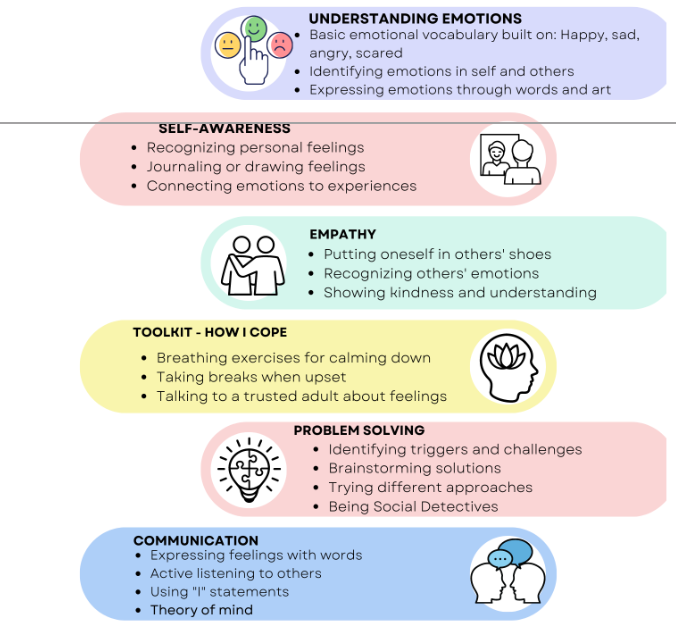 UNDERSTANDING EMOTIONS
• Basic emotional vocabulary built on: Happy, sad,
angry, scared
• Identifying emotions in self and others
• Expressing emotions through words and art
SELF-AWARENESS
• Recognizing personal feelings
• Journaling or drawing feelings
• Connecting emotions to experiences
EMPATHY
• Putting oneself in others' shoes
• Recognizing others' emotions
• Showing kindness and understanding
TOOLKIT - HOW I COPE
• Breathing exercises for calming down
• Taking breaks when upset
• Talking to a trusted adult about feelings
PROBLEM SOLVING
• Identifying triggers and challenges
• Brainstorming solutions
• Trying different approaches
• Being Social Detectives
COMMUNICATION
• Expressing feelings with words
• Active listening to others
• Using "I" statements
• Theory of mind